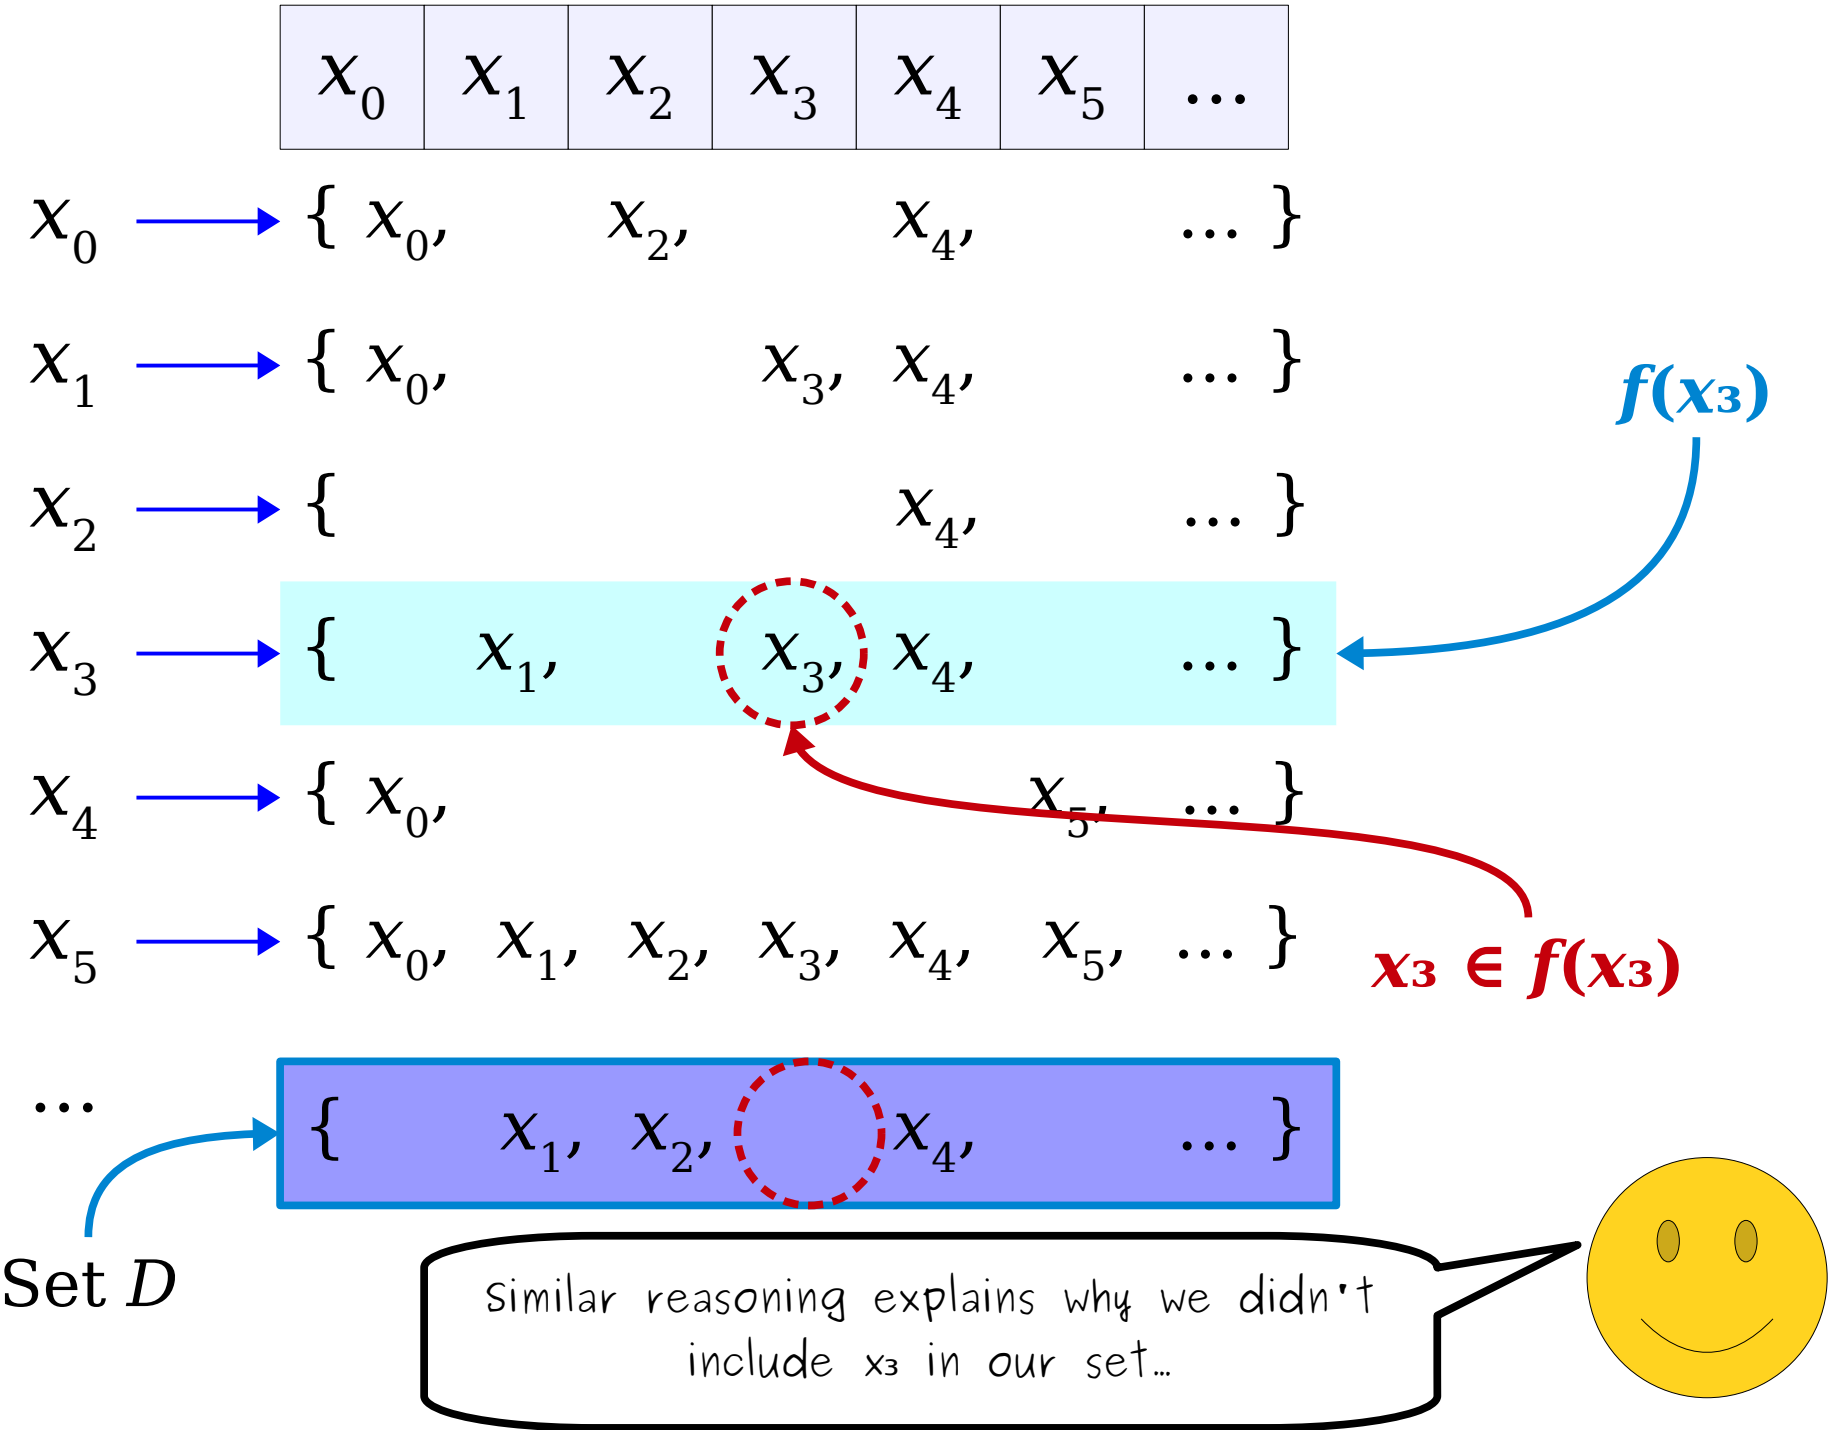 x₀ x₁ x₂ x₃ x₄ x₅ …
x₀ { x₀, x₂, x₄, … }
x₁ { x₀, x₃, x₄, … }
f(x₃)
x₂ { x₄, … }
x₃ { x₁, x₃, x₄, … }
x₄ { x₀, x₅, … }
x₅ { x₀, x₁, x₂, x₃, x₄, x₅, … }
x₃ ∈ f(x₃)
… { x₁, x₂, x₄, … }
Set D
Similar reasoning explains why we didn't
include x₃ in our set…